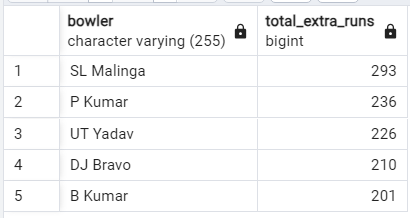 bowler total_extra_runs
character varying (255) bigint
1 SL Malinga 293
2 P Kumar 236
3 UT Yadav 226
4 DJ Bravo 210
5 B Kumar 201